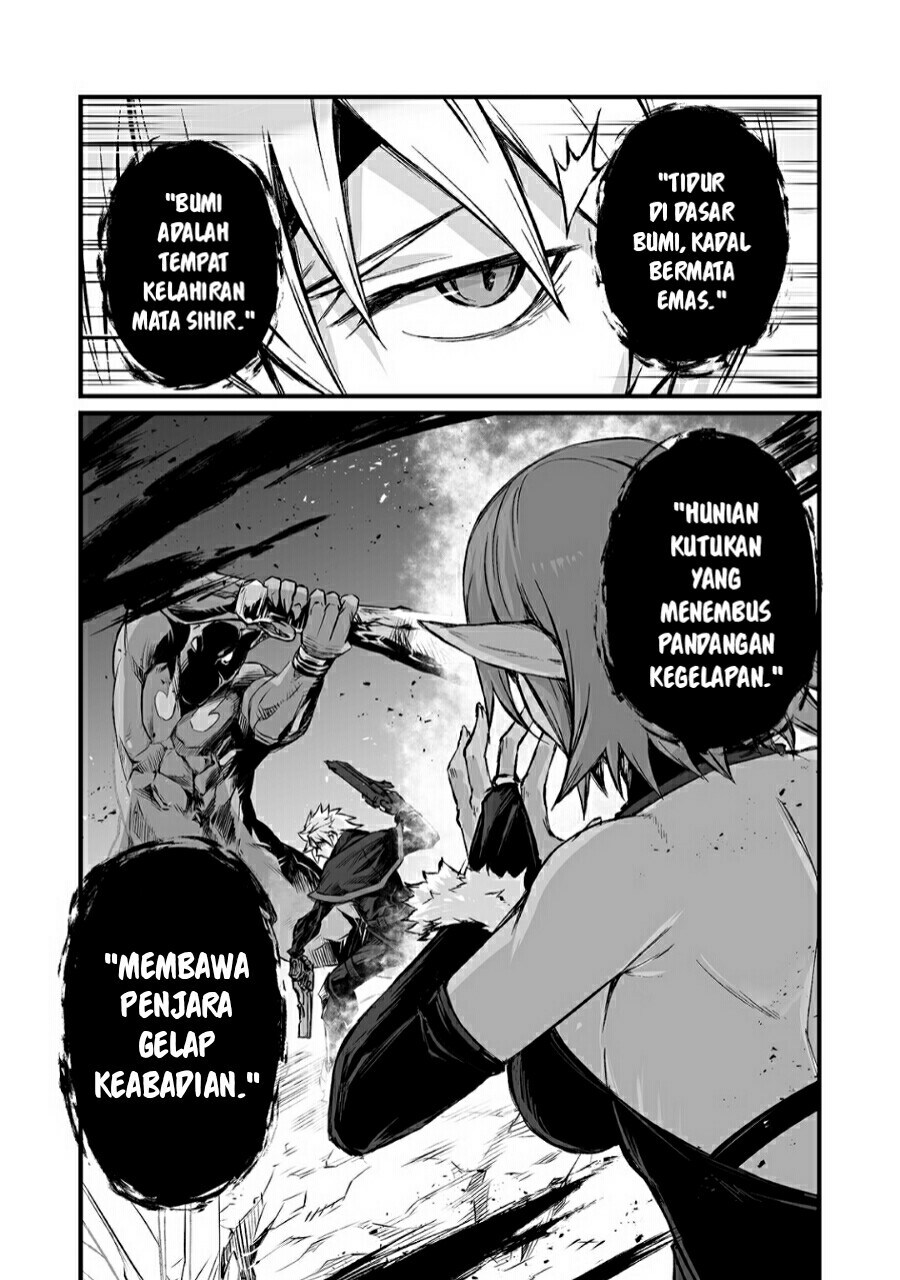 "TIDUR
DI DASAR
BUMI, KADAL
BERMATA
EMAS."
"BUMI
ADALAH
TEMPAT
KELAHIRAN
MATA SIHIR."
"HUNIAN
KUTUKAN
YANG
MENEMBUS
PANDANGAN
KEGELAPAN."
"MEMBAWA
PENJARA
GELAP
KEABADIAN."